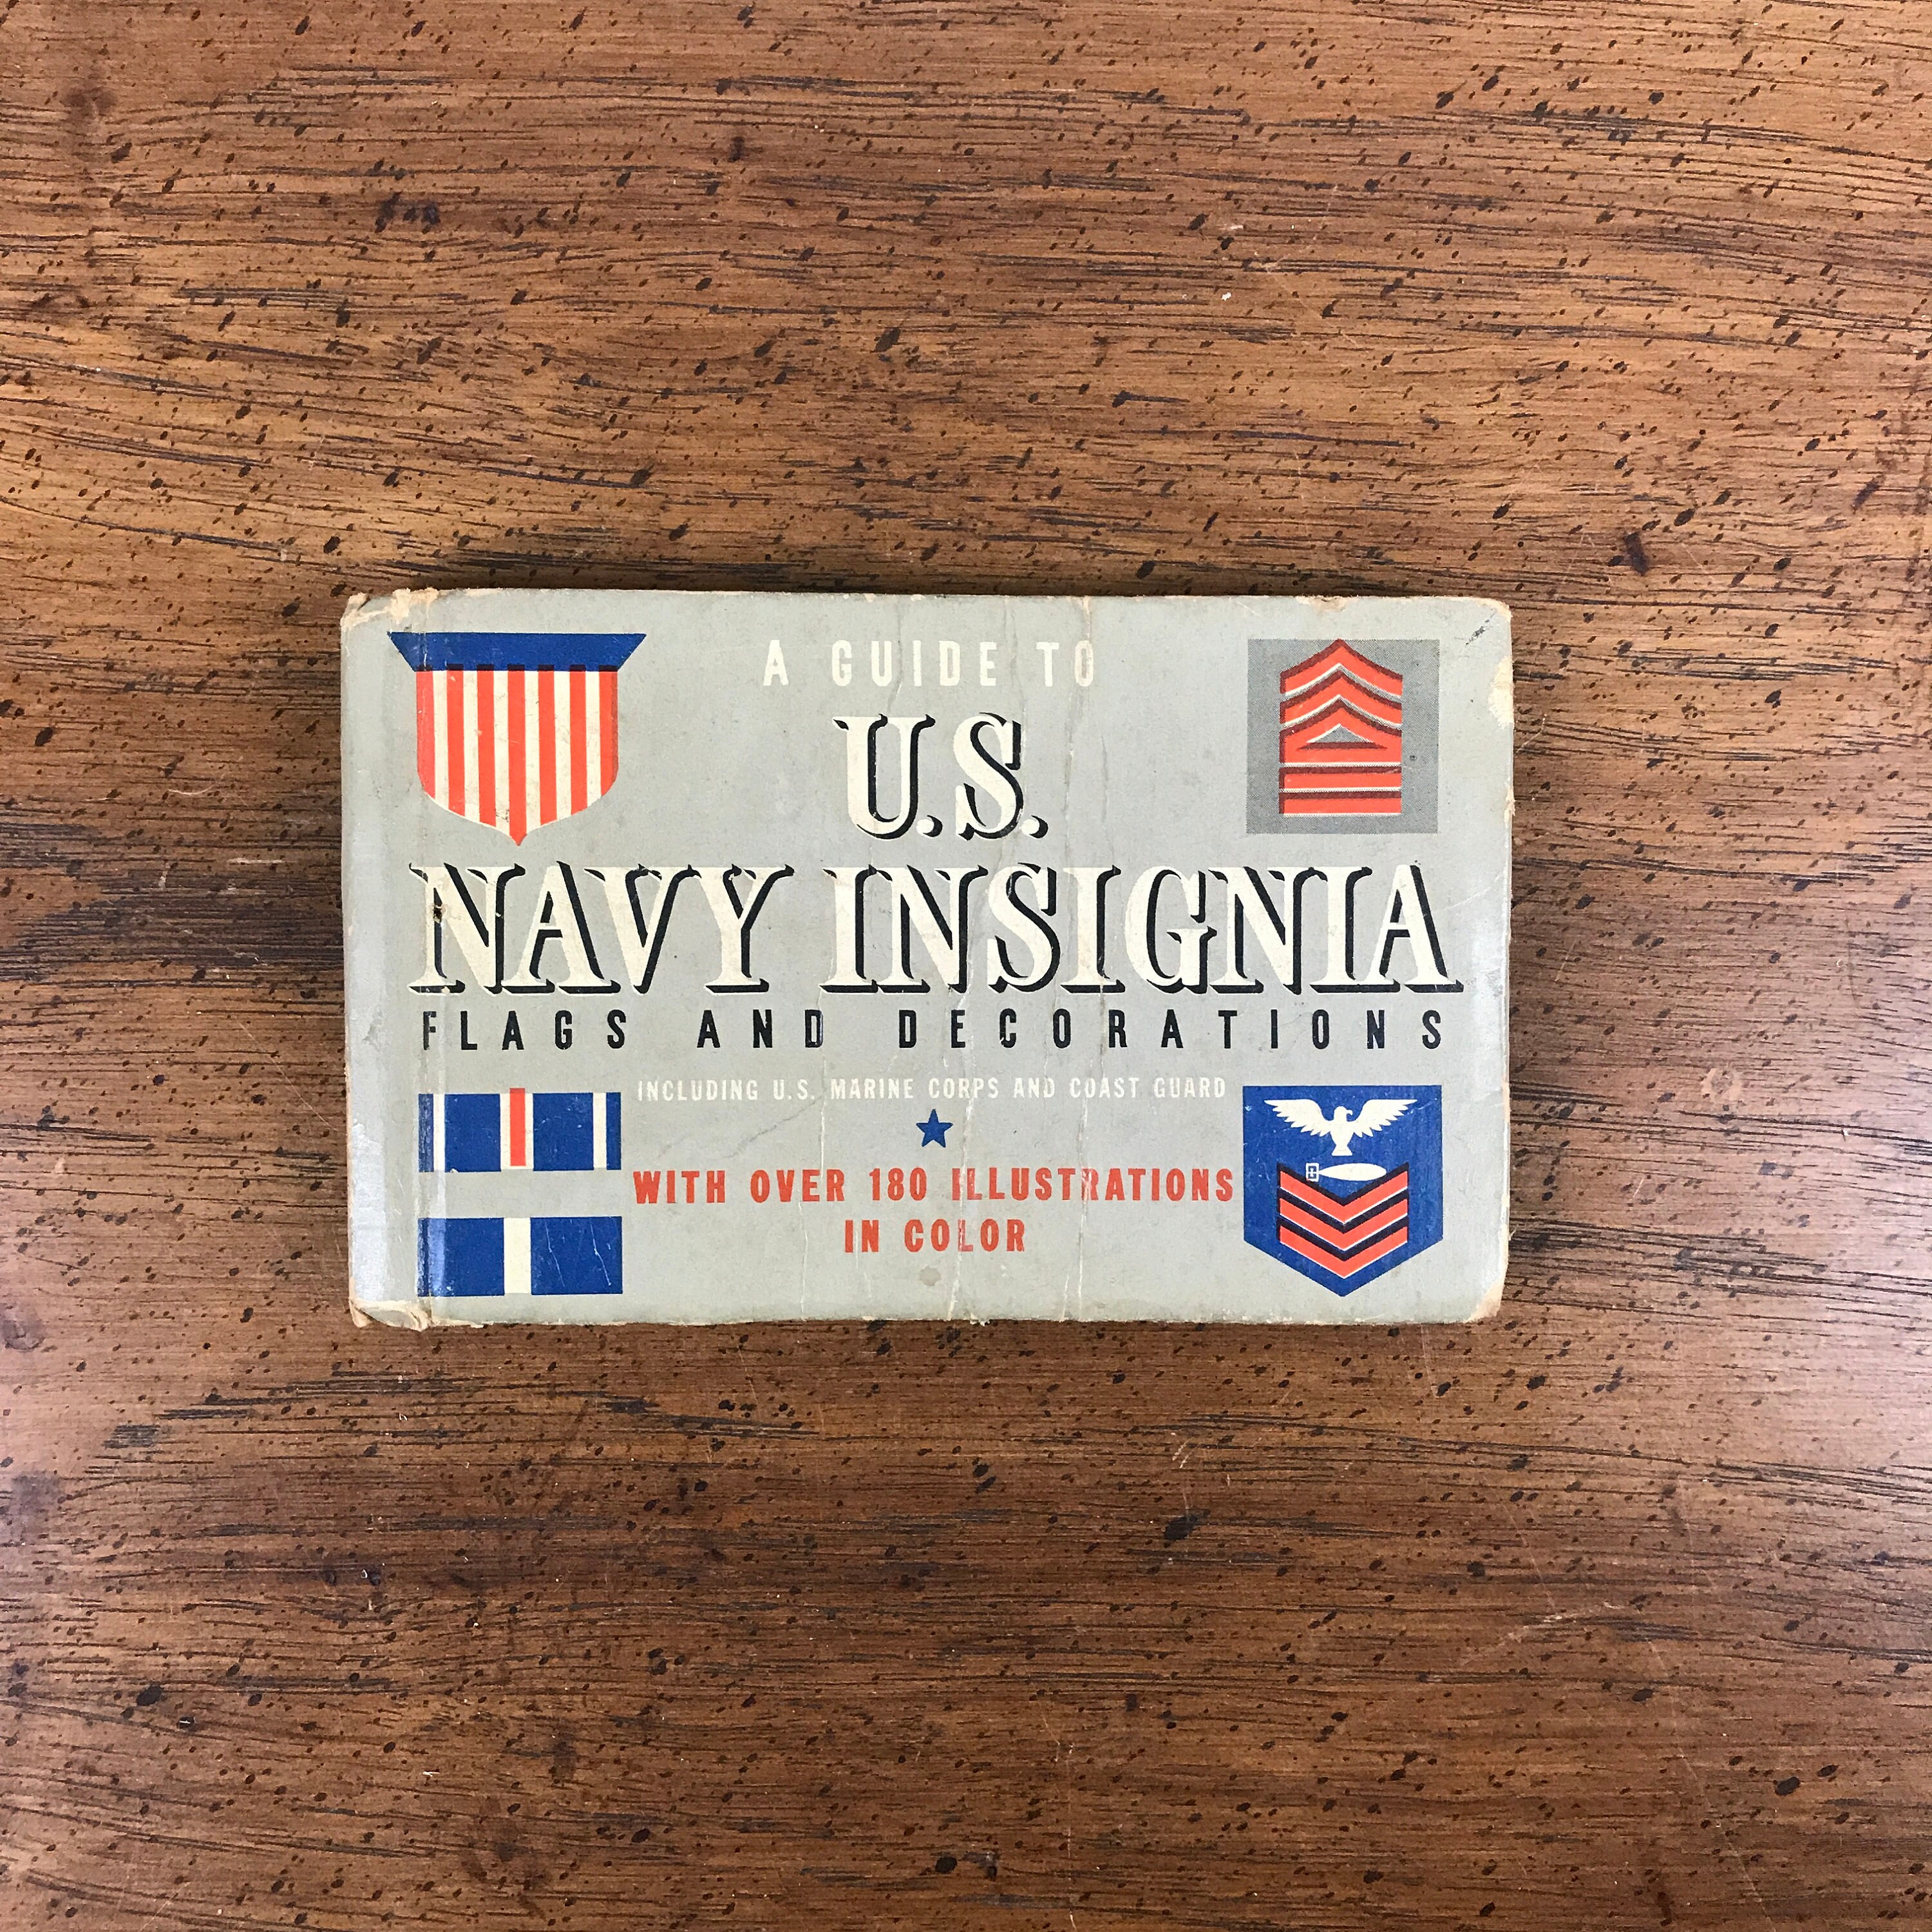 A GUIDE TO
U.S.
NAVY INSIGNIA
FLAGS AND DECORATIONS
INCLUDING U.S. MARINE CORPS AND COAST GUARD
WITH OVER 180 ILLUSTRATIONS
IN COLOR